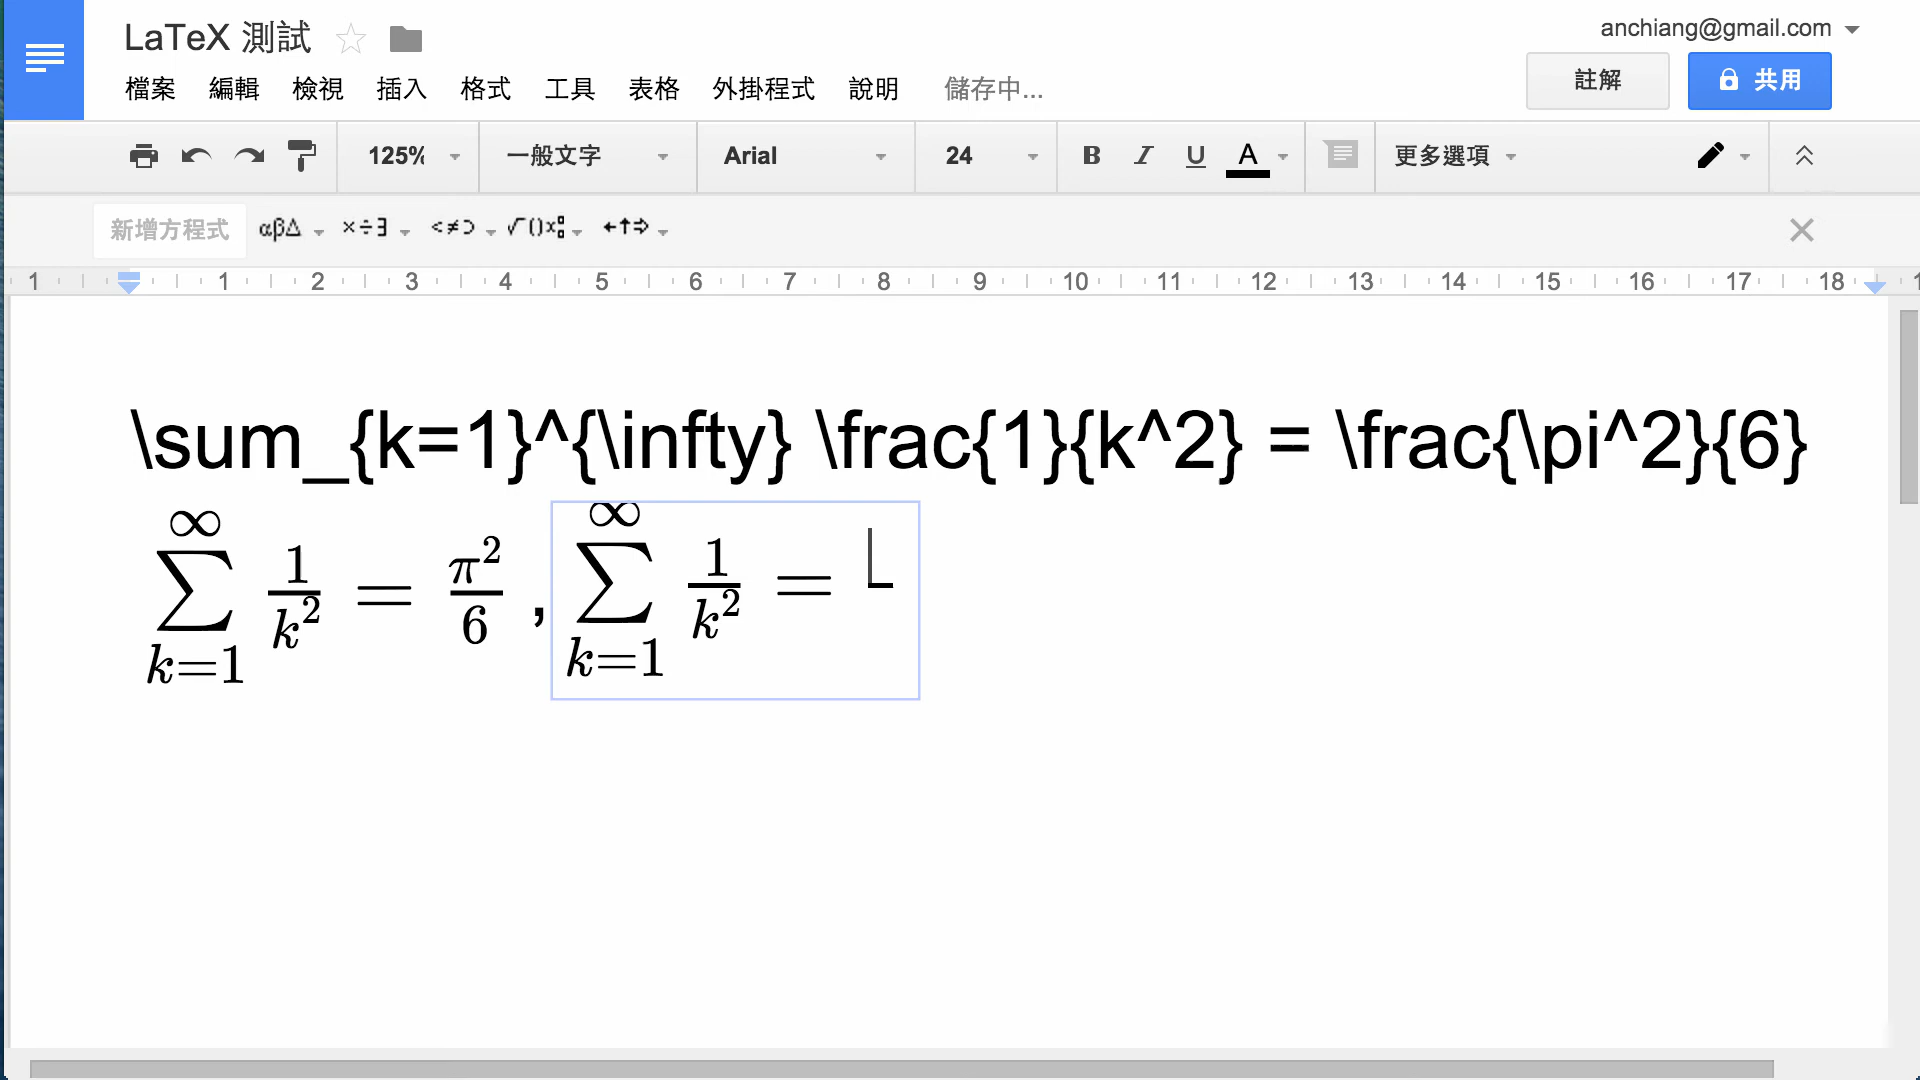 LaTeX 測試
anchiang@gmail.com
檔案 編輯 檢視 插入 格式 工具 表格 外掛程式 說明 儲存中...
註解 共用
125% 一般文字 Arial 24 B I U A 更多選項
新增方程式 αβΔ ×÷∃ <≠⊃ √()x ←↑⇒
1 1 2 3 4 5 6 7 8 9 10 11 12 13 14 15 16 17 18
\sum_{k=1}^{\infty} \frac{1}{k^2} = \frac{\pi^2}{6}
∞ ∑ k=1 1 k² = π² 6 , ∞ ∑ k=1 1 k² =